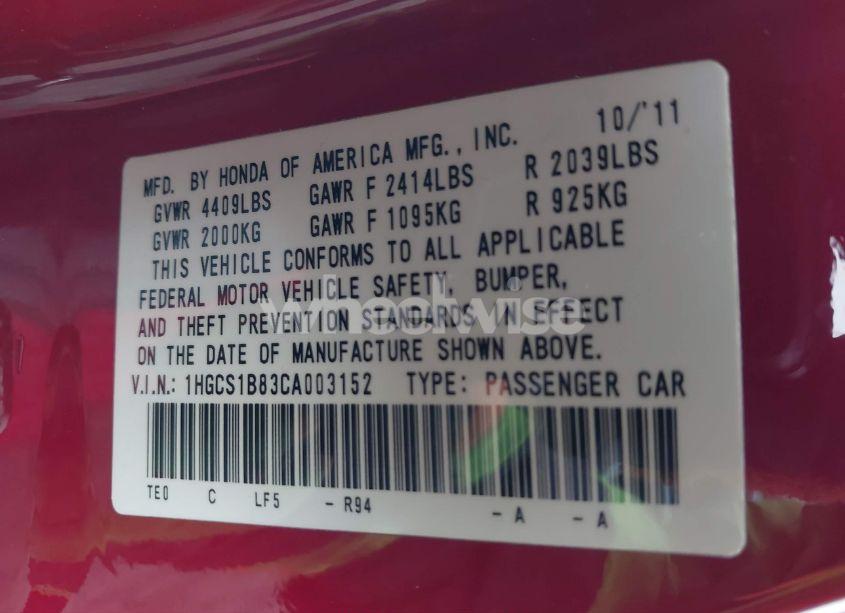 10/'11
MFD. BY HONDA OF AMERICA MFG., INC.
GVWR 4409LBS GAWR F 2414LBS R 2039LBS
GVWR 2000KG GAWR F 1095KG R 925KG
THIS VEHICLE CONFORMS TO ALL APPLICABLE
FEDERAL MOTOR VEHICLE SAFETY, BUMPER,
AND THEFT PREVENTION STANDARDS IN EFFECT
ON THE DATE OF MANUFACTURE SHOWN ABOVE.
V.I.N.: 1HGCS1B83CA003152 TYPE: PASSENGER CAR
TE0 C LF5 - R94 - A - A
wheelwise